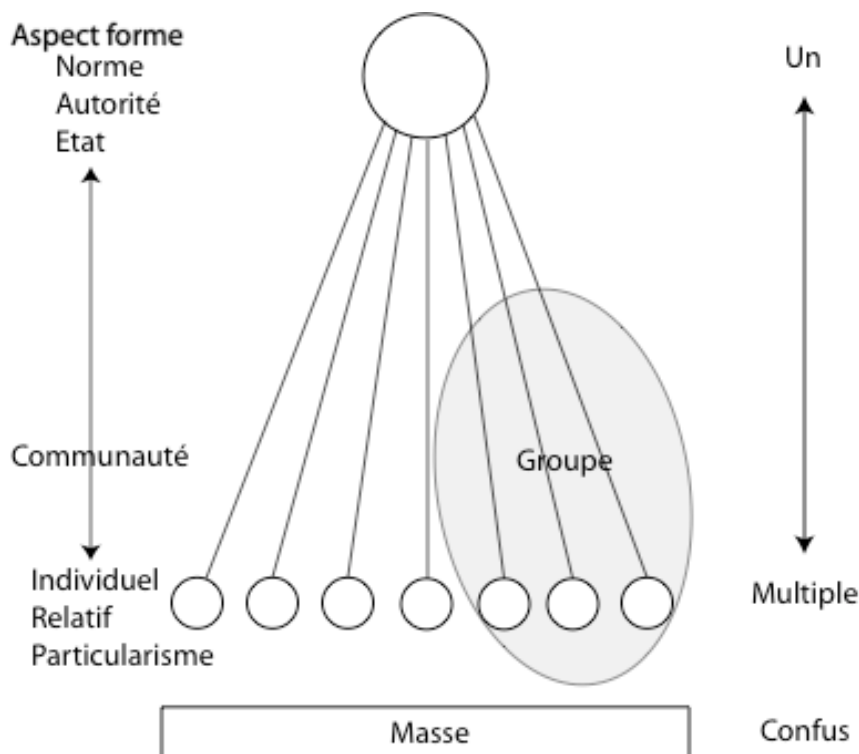 Aspect forme
Norme
Autorité
Etat
Un
Communauté
Groupe
Individuel
Relatif
Particularisme
Multiple
Masse
Confus